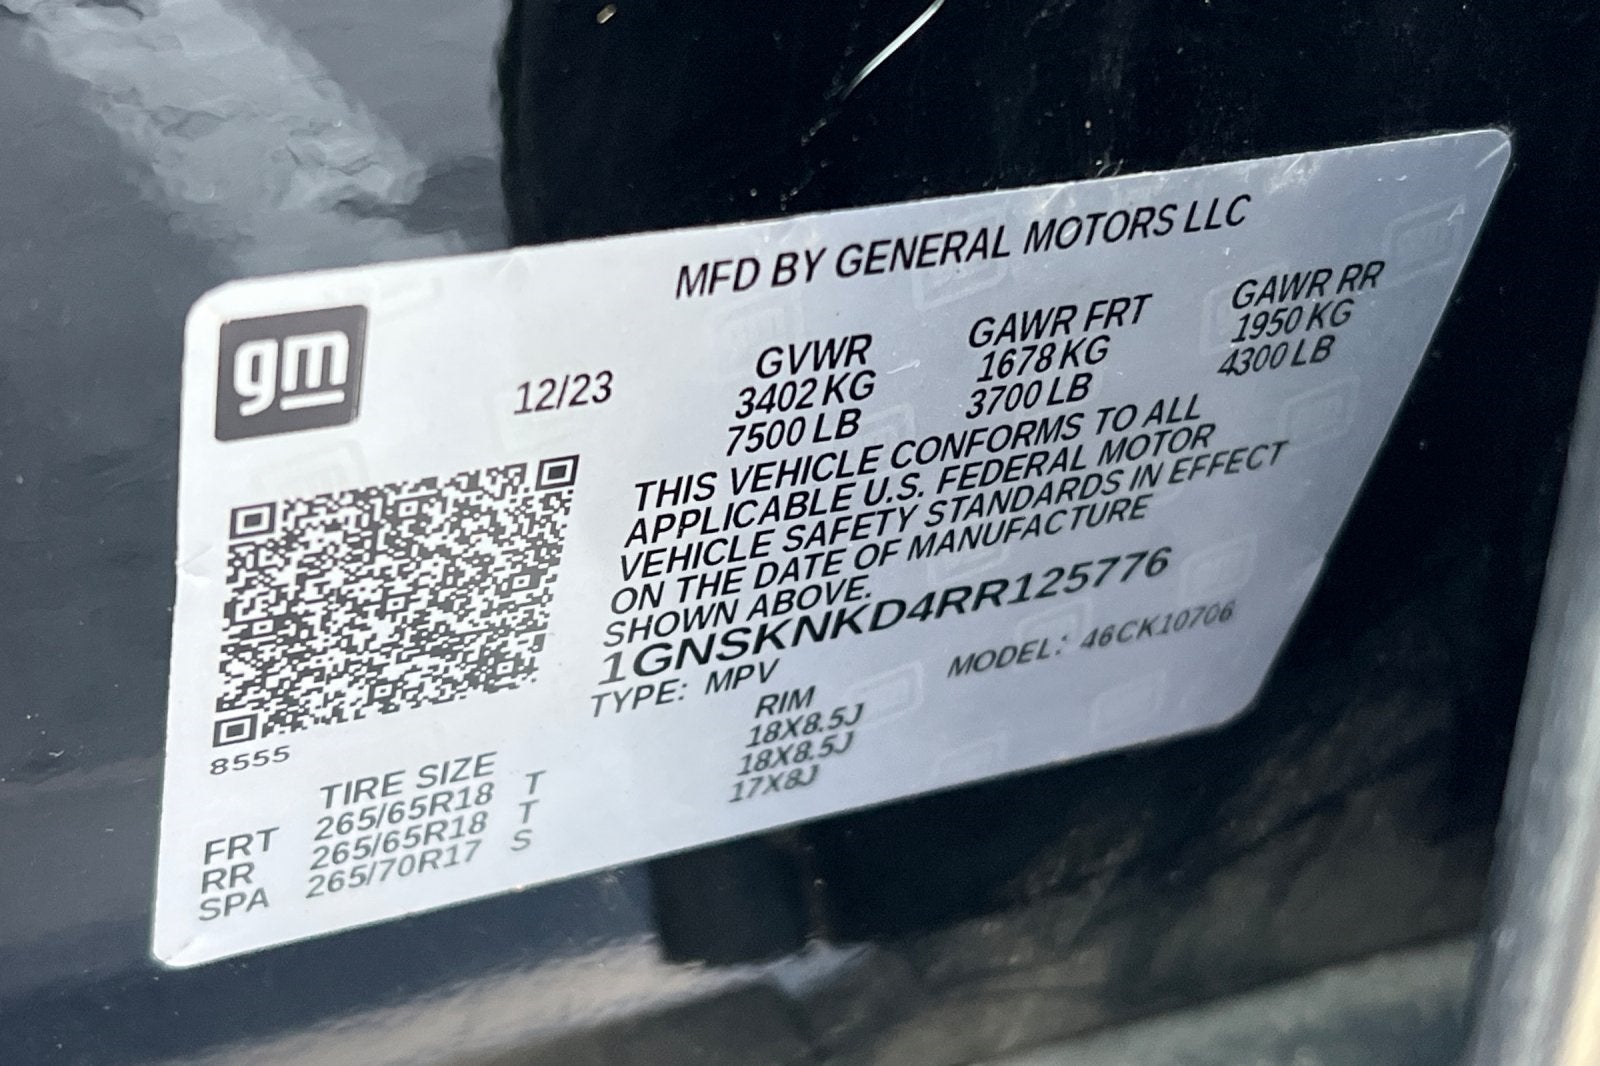 MFD BY GENERAL MOTORS LLC
gm
12/23
GVWR
3402 KG
7500 LB
GAWR FRT
1678 KG
3700 LB
GAWR RR
1950 KG
4300 LB
THIS VEHICLE CONFORMS TO ALL
APPLICABLE U.S. FEDERAL MOTOR
VEHICLE SAFETY STANDARDS IN EFFECT
ON THE DATE OF MANUFACTURE
SHOWN ABOVE.
1GNSKNKD4RR125776
TYPE: MPV MODEL: 46CK10706
8555
TIRE SIZE RIM
FRT 265/65R18 T 18X8.5J
RR 265/65R18 T 18X8.5J
SPA 265/70R17 S 17X8J